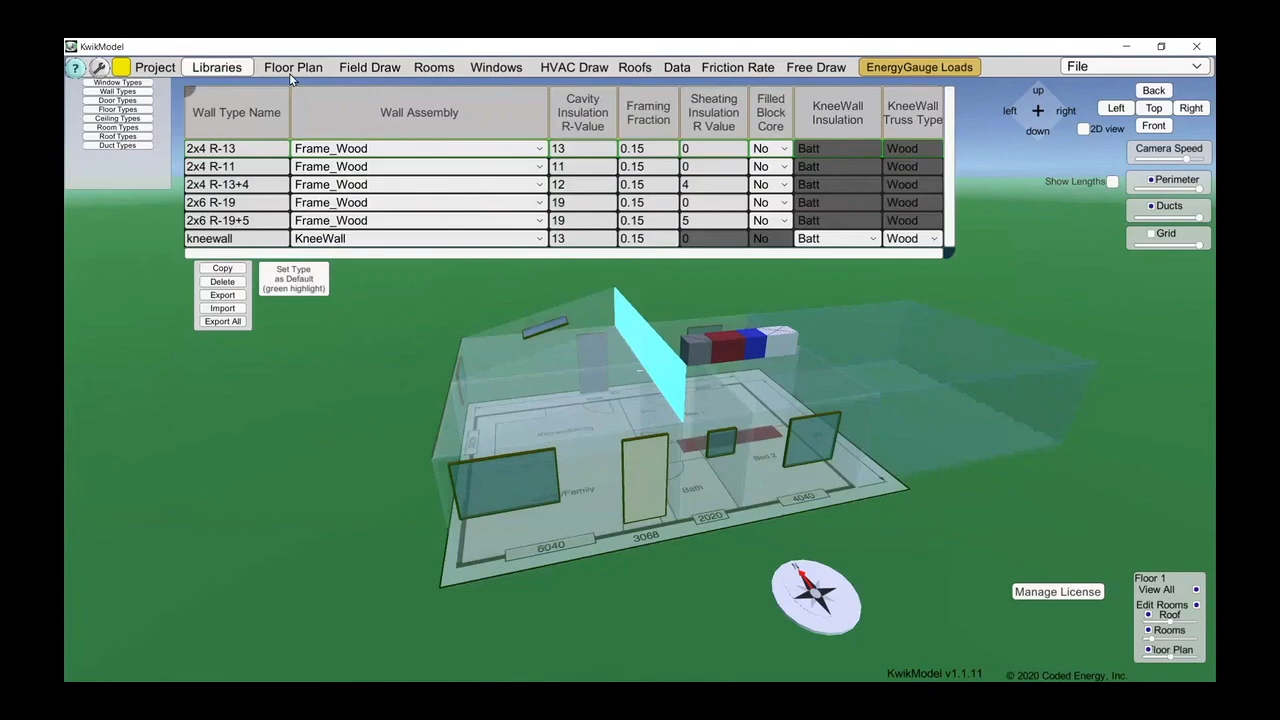 KwikModel
? Project Libraries Floor Plan Field Draw Rooms Windows HVAC Draw Roofs Data Friction Rate Free Draw EnergyGauge Loads File
Window Types
Wall Types
Door Types
Floor Types
Ceiling Types
Room Types
Roof Types
Duct Types
Wall Type Name Wall Assembly Cavity Insulation R-Value Framing Fraction Sheating Insulation R Value Filled Block Core KneeWall Insulation KneeWall Truss Type
2x4 R-13 Frame_Wood 13 0.15 0 No Batt Wood
2x4 R-11 Frame_Wood 11 0.15 0 No Batt Wood
2x4 R-13+4 Frame_Wood 12 0.15 4 No Batt Wood
2x6 R-19 Frame_Wood 19 0.15 0 No Batt Wood
2x6 R-19+5 Frame_Wood 19 0.15 5 No Batt Wood
kneewall KneeWall 13 0.15 0 No Batt Wood
Copy
Delete
Export
Import
Export All
Set Type
as Default
(green highlight)
up
left right
down
2D view
Back
Left Top Right
Front
Camera Speed
Show Lengths
Perimeter
Ducts
Grid
/Family
Bath
Bed 2
6040
3068
2020
4040
N
Manage License
Floor 1
View All
Edit Rooms
Roof
Rooms
Floor Plan
KwikModel v1.1.11
© 2020 Coded Energy, Inc.